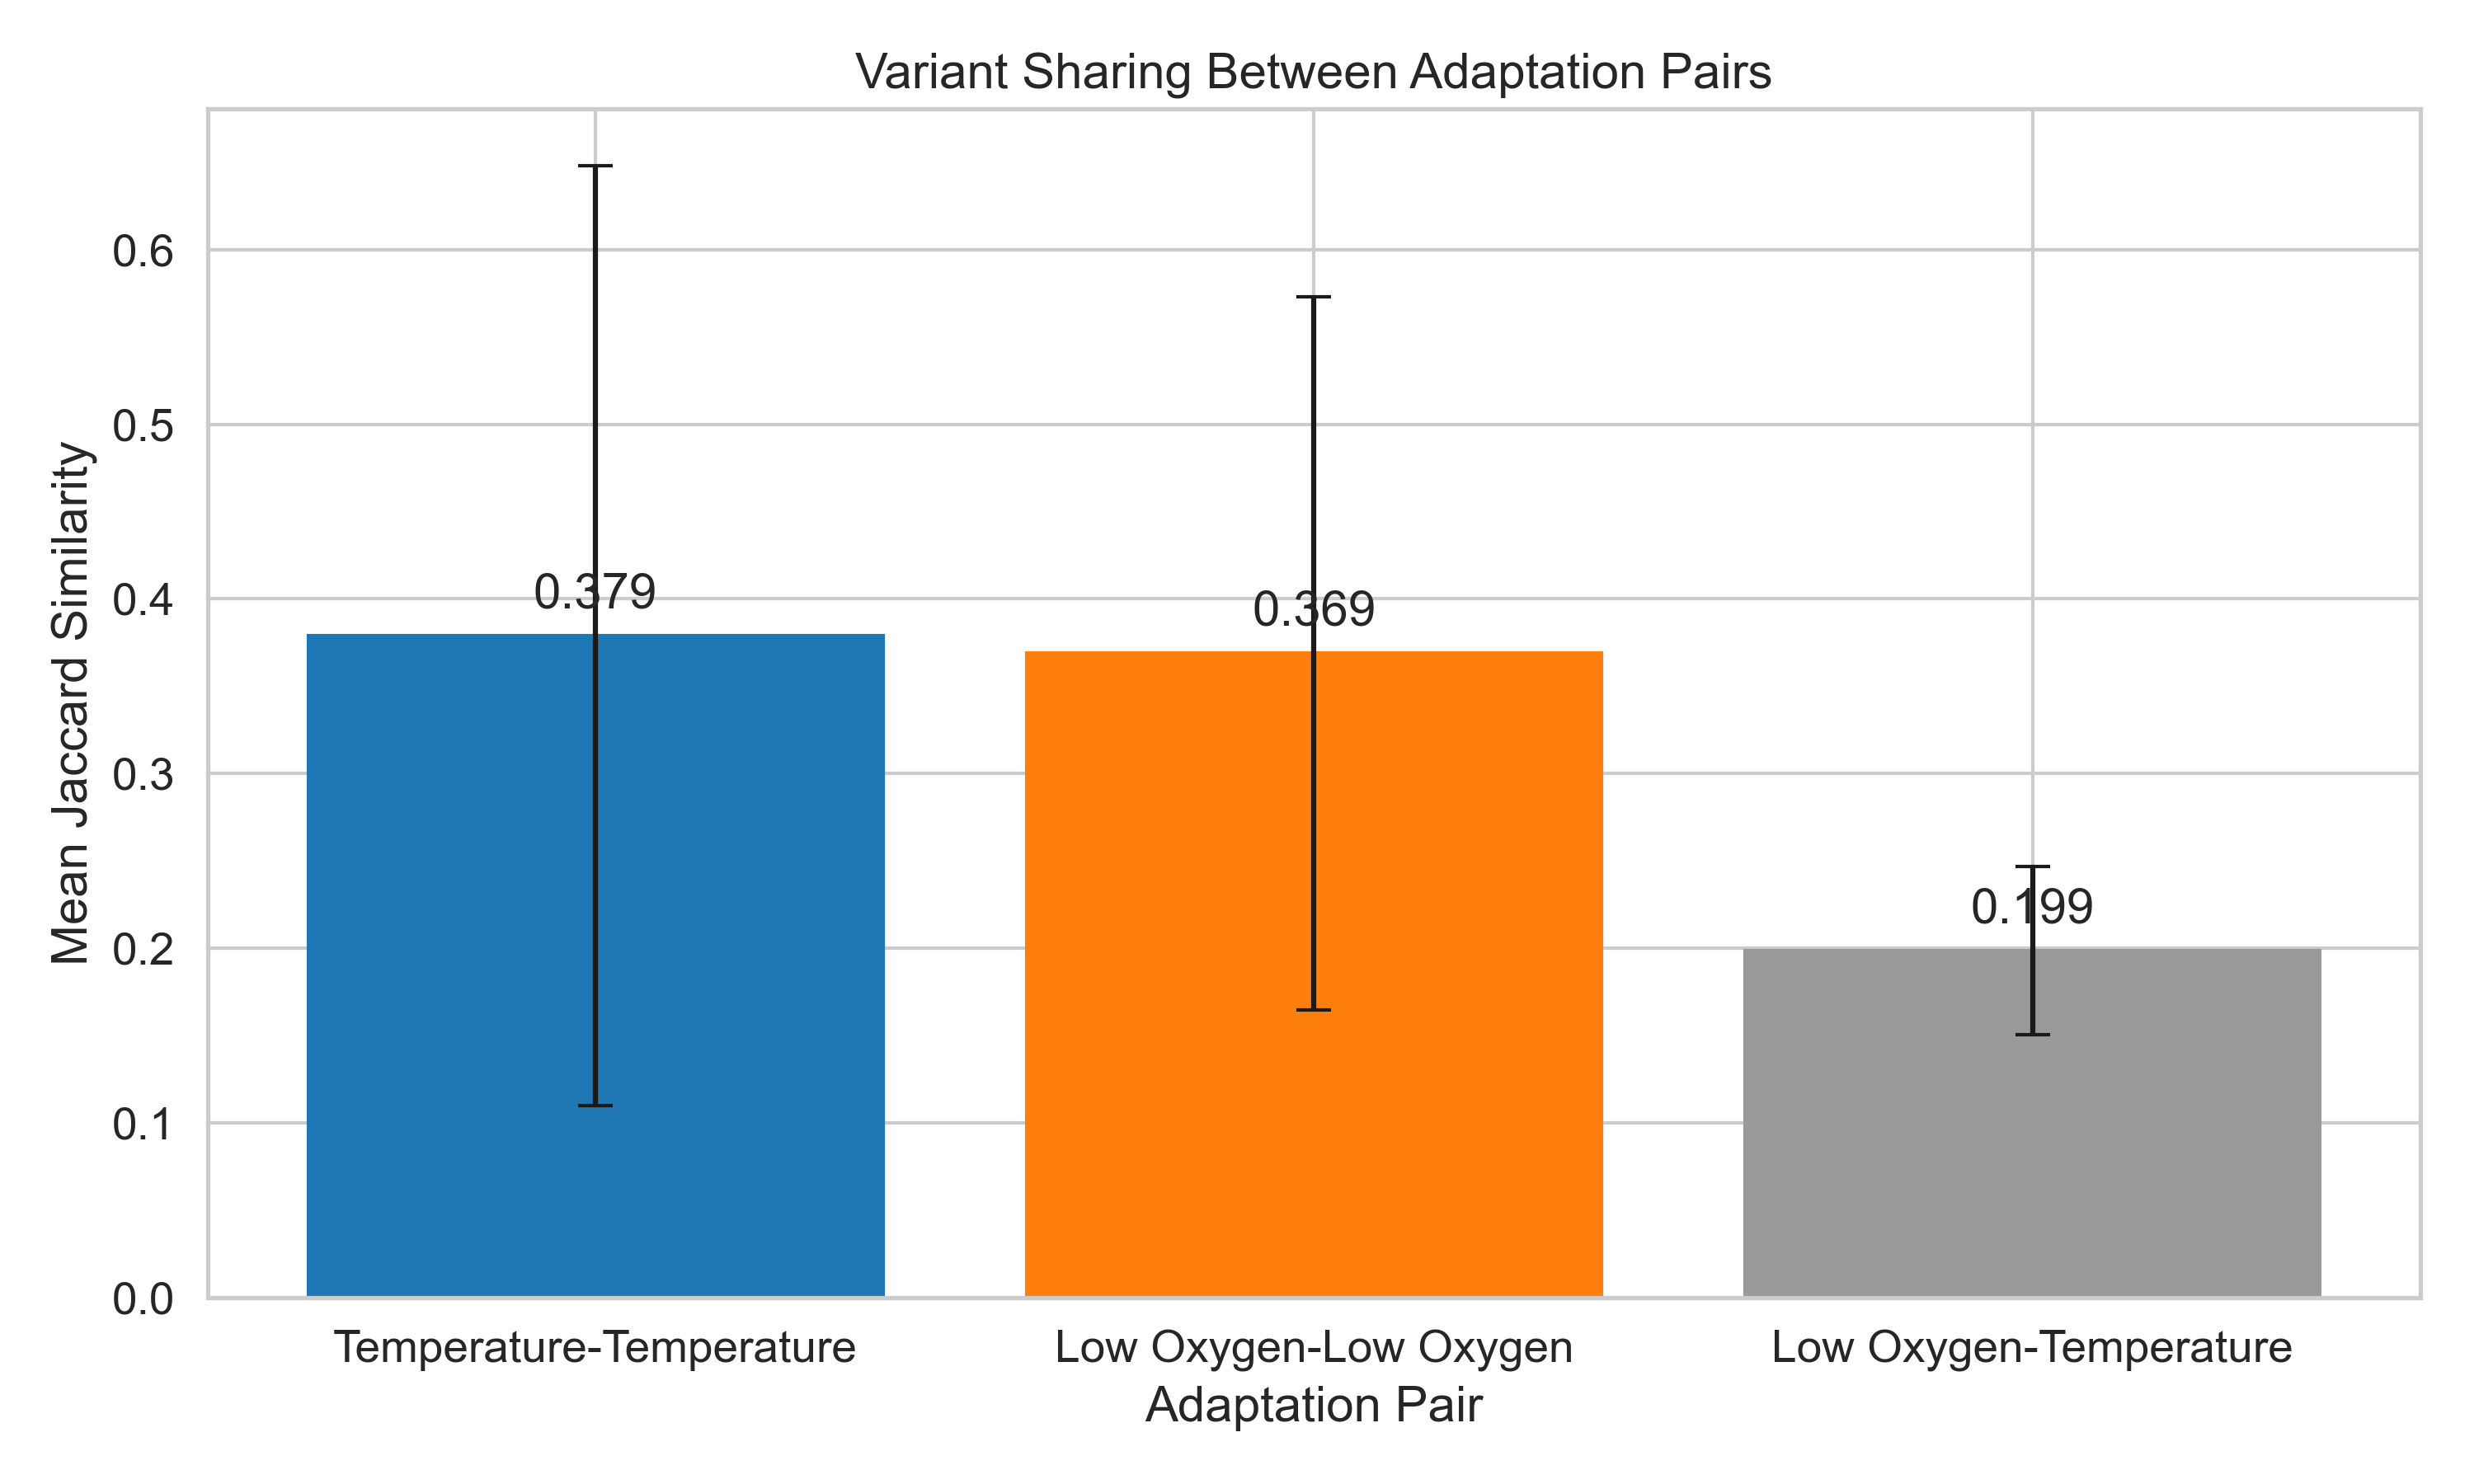 Variant Sharing Between Adaptation Pairs
Mean Jaccard Similarity
0.6
0.5
0.4
0.3
0.2
0.1
0.0
0.379
0.369
0.199
Temperature-Temperature
Low Oxygen-Low Oxygen
Low Oxygen-Temperature
Adaptation Pair